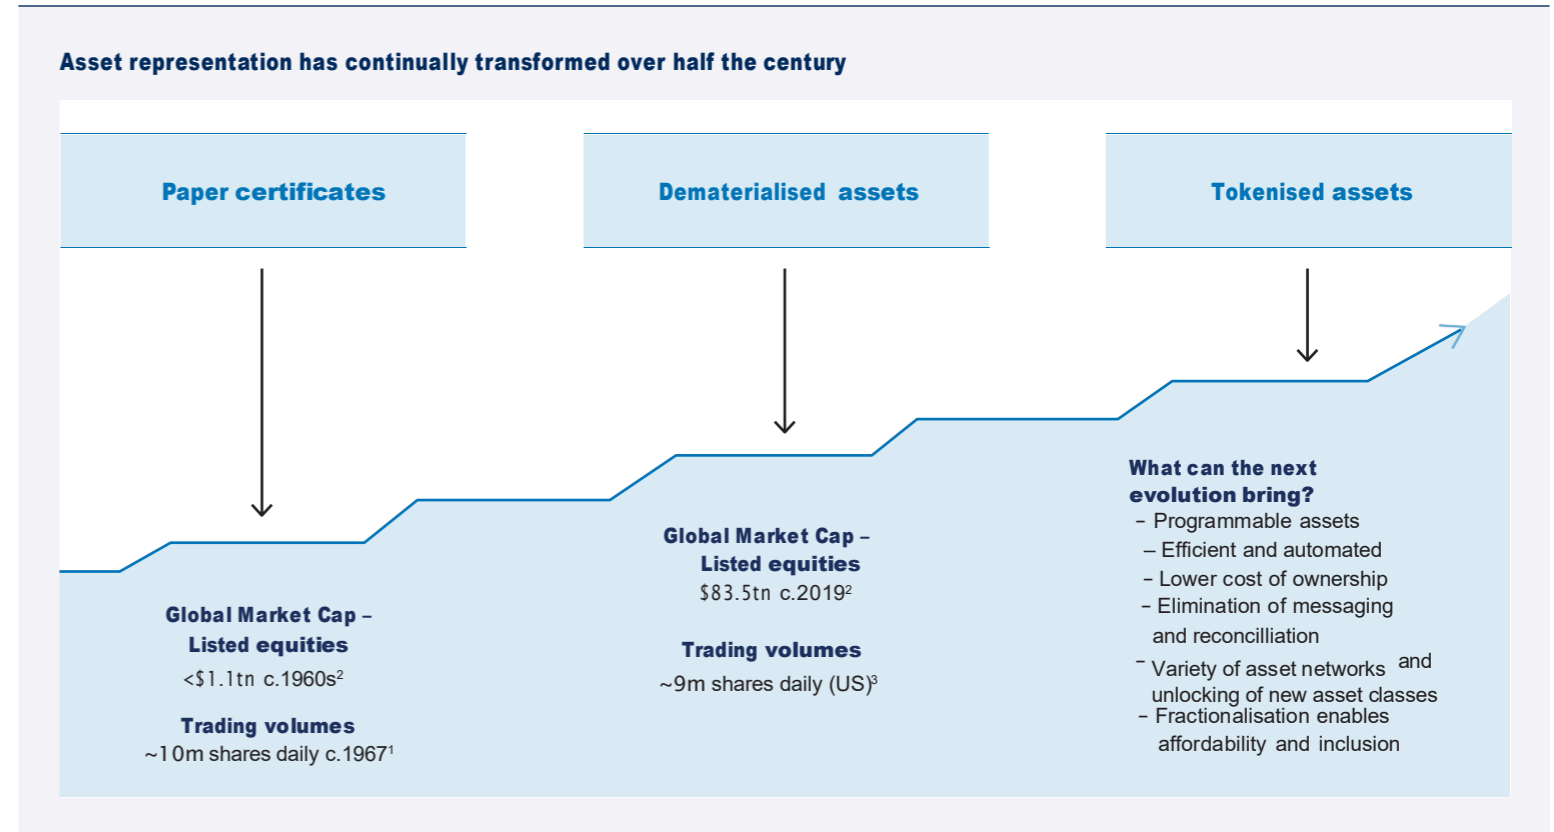 Asset representation has continually transformed over half the century
Paper certificates
Dematerialised assets
Tokenised assets
Global Market Cap –
Listed equities
<$1.1tn c.1960s²
Trading volumes
~10m shares daily c.1967¹
Global Market Cap –
Listed equities
$83.5tn c.2019²
Trading volumes
~9m shares daily (US)³
What can the next
evolution bring?
– Programmable assets
– Efficient and automated
– Lower cost of ownership
– Elimination of messaging
and reconcilliation
– Variety of asset networks and
unlocking of new asset classes
– Fractionalisation enables
affordability and inclusion